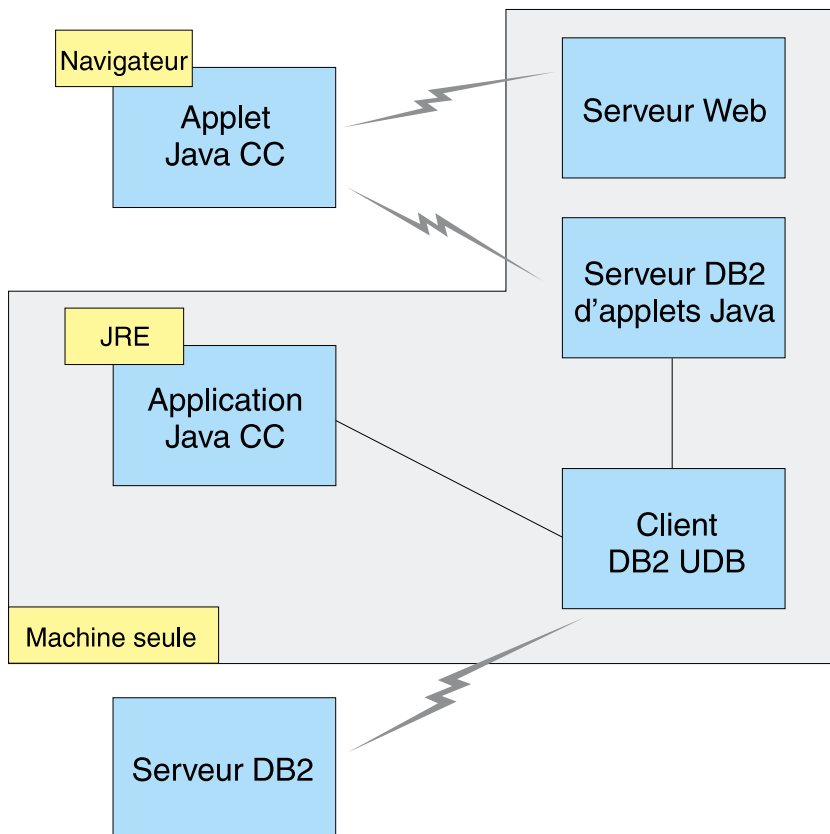 Navigateur
Applet
Java CC
Serveur Web
Serveur DB2
d'applets Java
JRE
Application
Java CC
Client
DB2 UDB
Machine seule
Serveur DB2